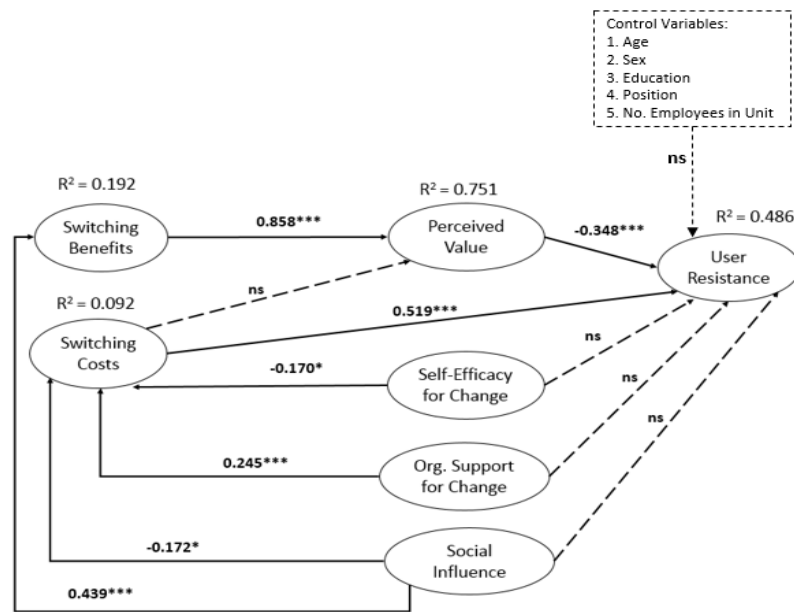 Control Variables:
1. Age
2. Sex
3. Education
4. Position
5. No. Employees in Unit
ns
R² = 0.192
R² = 0.751
R² = 0.486
Switching
Benefits
0.858***
Perceived
Value
-0.348***
User
Resistance
R² = 0.092
ns
0.519***
Switching
Costs
ns
-0.170*
Self-Efficacy
for Change
ns
0.245***
Org. Support
for Change
ns
-0.172*
Social
Influence
0.439***